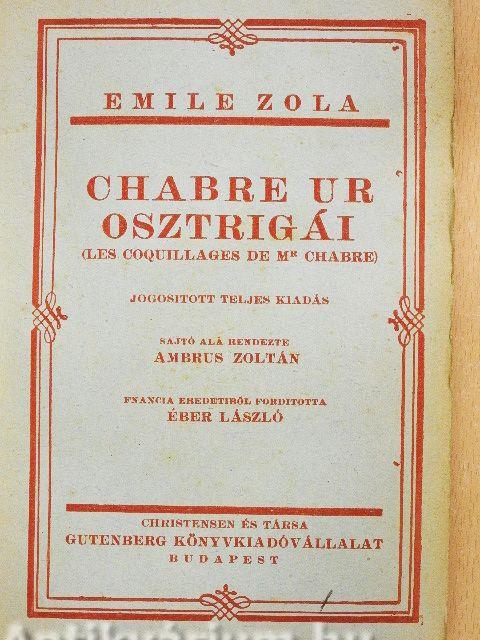 EMILE ZOLA
CHABRE UR
OSZTRIGÁI
(LES COQUILLAGES DE MR CHABRE)
JOGOSITOTT TELJES KIADÁS
SAJTÓ ALÁ RENDEZTE
AMBRUS ZOLTÁN
FNANCIA EREDETIBŐL FORDITOTTA
ÉBER LÁSZLÓ
CHRISTENSEN ÉS TÁRSA
GUTENBERG KÖNYVKIADÓVÁLLALAT
BUDAPEST